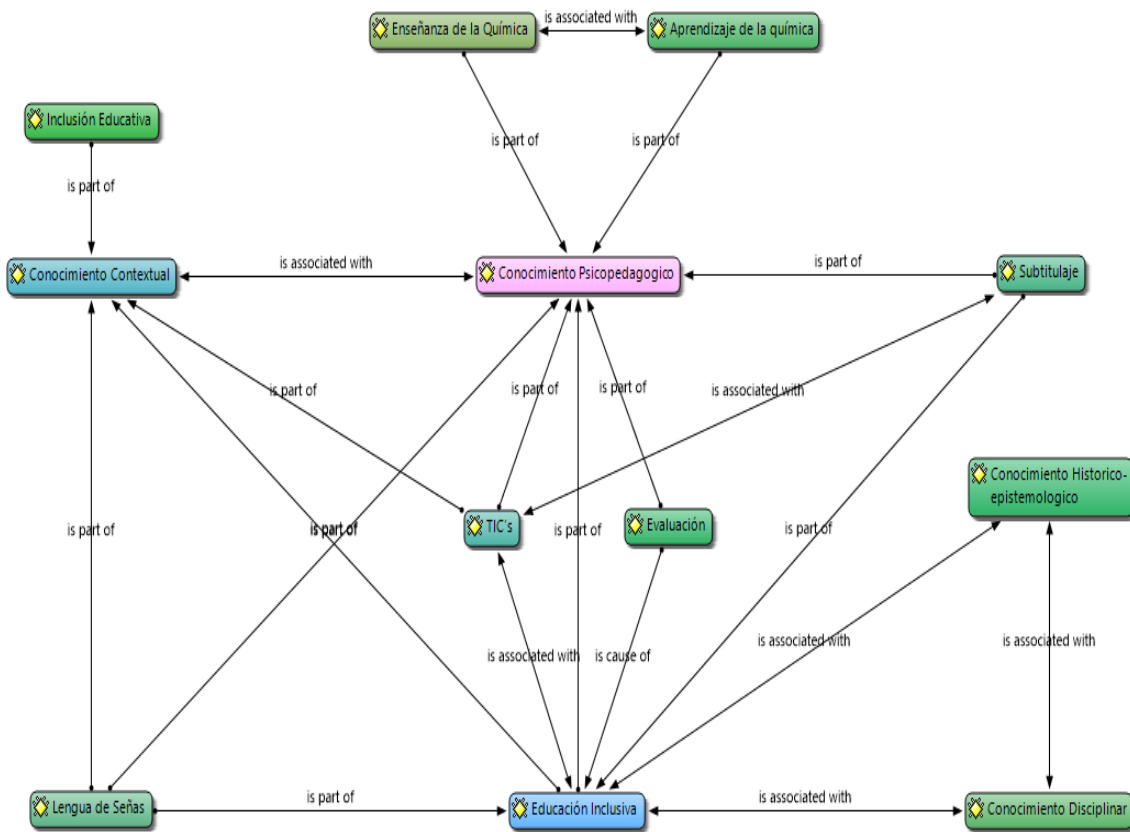 is associated with
Enseñanza de la Química
Aprendizaje de la química
Inclusión Educativa
is part of
is part of
is part of
Conocimiento Contextual
is associated with
Conocimiento Psicopedagogico
is part of
Subtitulaje
is part of
is part of
is part of
is associated with
Conocimiento Historico-
epistemologico
TIC's
Evaluación
is part of
is part of
is part of
is part of
is part of
is associated with
is cause of
is associated with
is associated with
Lengua de Señas
is part of
Educación Inclusiva
is associated with
Conocimiento Disciplinar